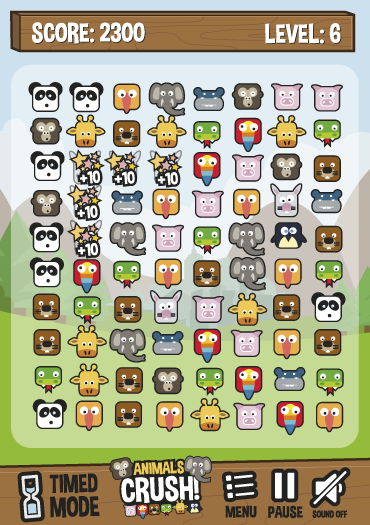 SCORE: 2300
LEVEL: 6
+10 +10 +10
+10
+10
TIMED
MODE
ANIMALS
CRUSH!
MENU
PAUSE
SOUND OFF